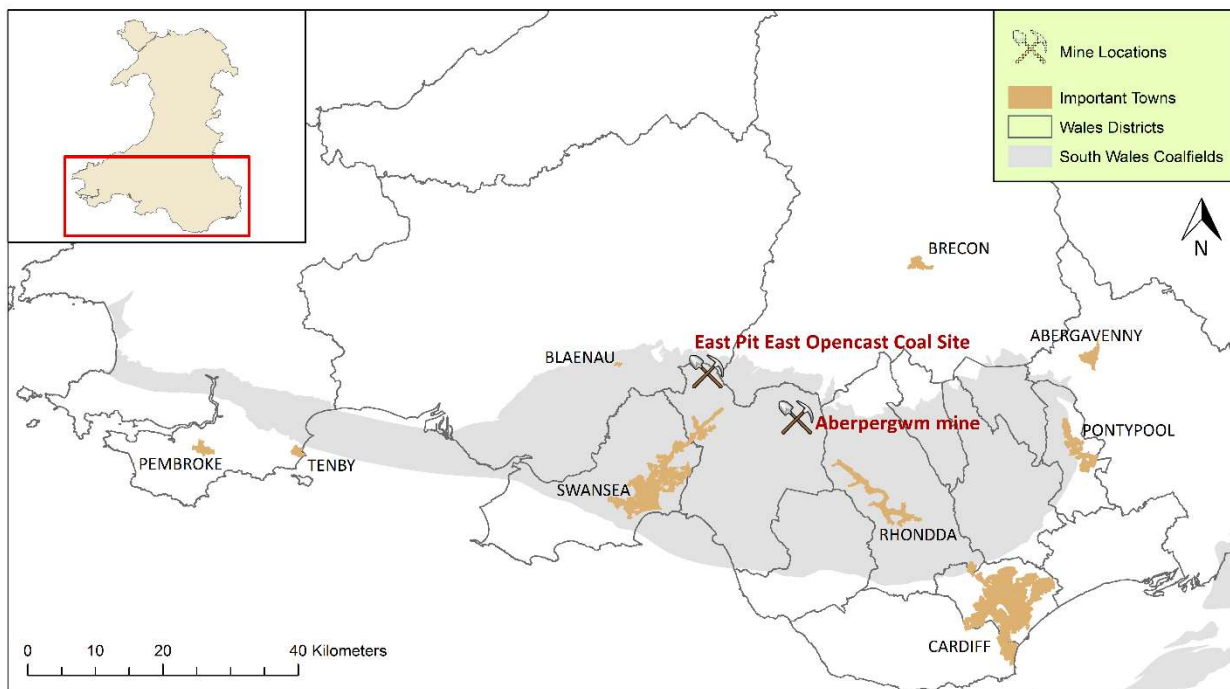 Mine Locations
Important Towns
Wales Districts
South Wales Coalfields
N
BRECON
ABERGAVENNY
East Pit East Opencast Coal Site
BLAENAU
Aberpergwm mine
PONTYPOOL
PEMBROKE
TENBY
SWANSEA
RHONDDA
CARDIFF
0 10 20 40 Kilometers